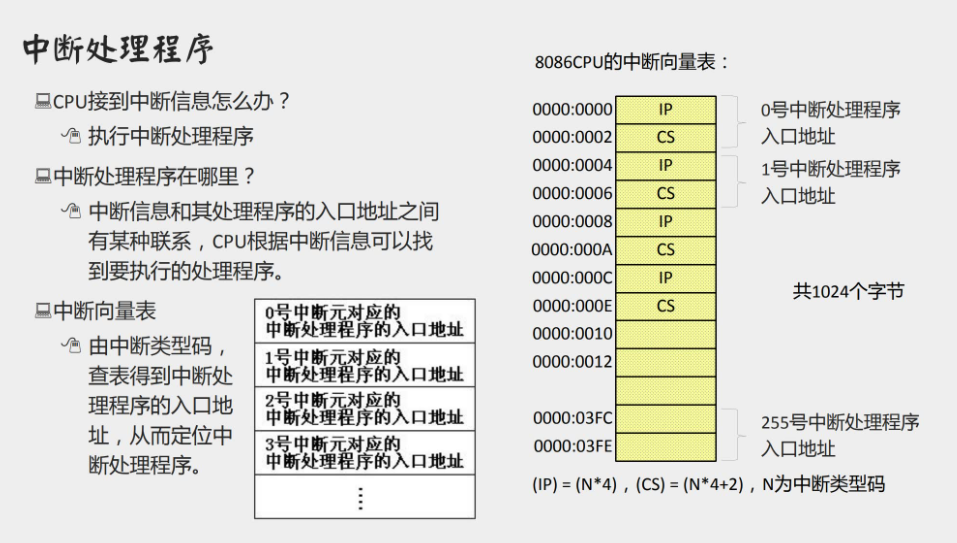 中断处理程序
CPU接到中断信息怎么办？
执行中断处理程序
中断处理程序在哪里？
中断信息和其处理程序的入口地址之间
有某种联系，CPU根据中断信息可以找
到要执行的处理程序。
中断向量表
由中断类型码，
查表得到中断处
理程序的入口地
址，从而定位中
断处理程序。
0号中断元对应的
中断处理程序的入口地址
1号中断元对应的
中断处理程序的入口地址
2号中断元对应的
中断处理程序的入口地址
3号中断元对应的
中断处理程序的入口地址
⋮
8086CPU的中断向量表：
0000:0000 IP
0000:0002 CS
0号中断处理程序
入口地址
0000:0004 IP
0000:0006 CS
1号中断处理程序
入口地址
0000:0008 IP
0000:000A CS
0000:000C IP
0000:000E CS
共1024个字节
0000:0010
0000:0012
0000:03FC
0000:03FE
255号中断处理程序
入口地址
(IP) = (N*4)，(CS) = (N*4+2)，N为中断类型码